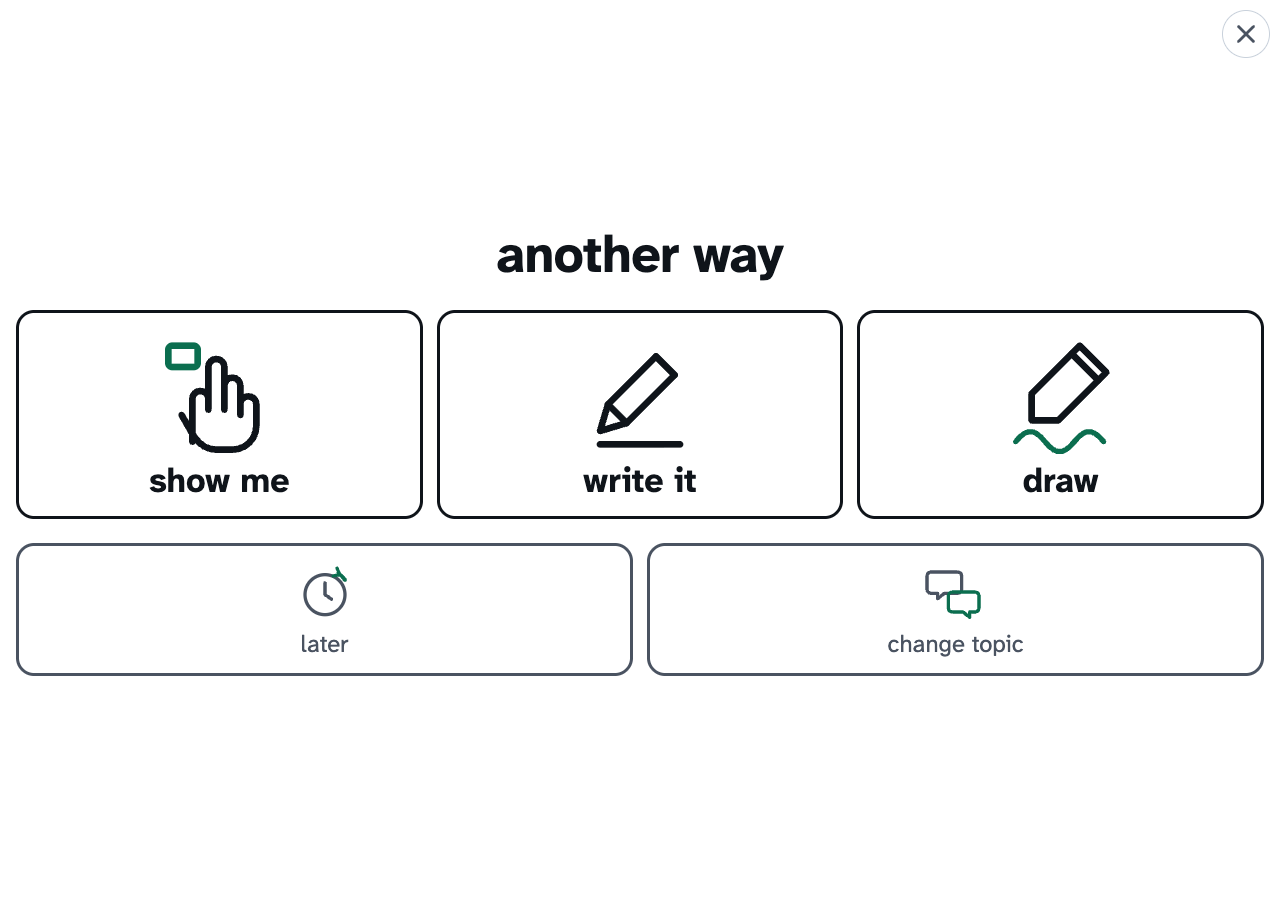 another way
show me
write it
draw
later
change topic